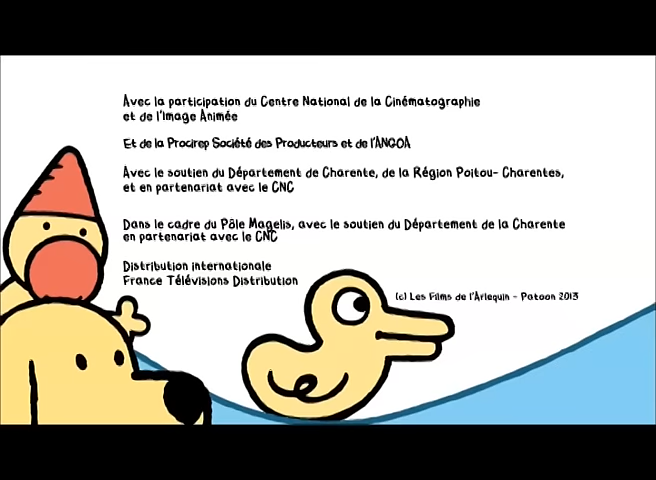 Avec la participation du Centre National de la Cinématographie
et de l'Image Animée
Et de la Procirep Société des Producteurs et de l'ANGOA
Avec le soutien du Département de Charente, de la Région Poitou- Charentes,
et en partenariat avec le CNC
Dans le cadre du Pôle Magelis, avec le soutien du Département de la Charente
en partenariat avec le CNC
Distribution internationale
France Télévisions Distribution
(c) Les Films de l'Arlequin - Patoon 2013